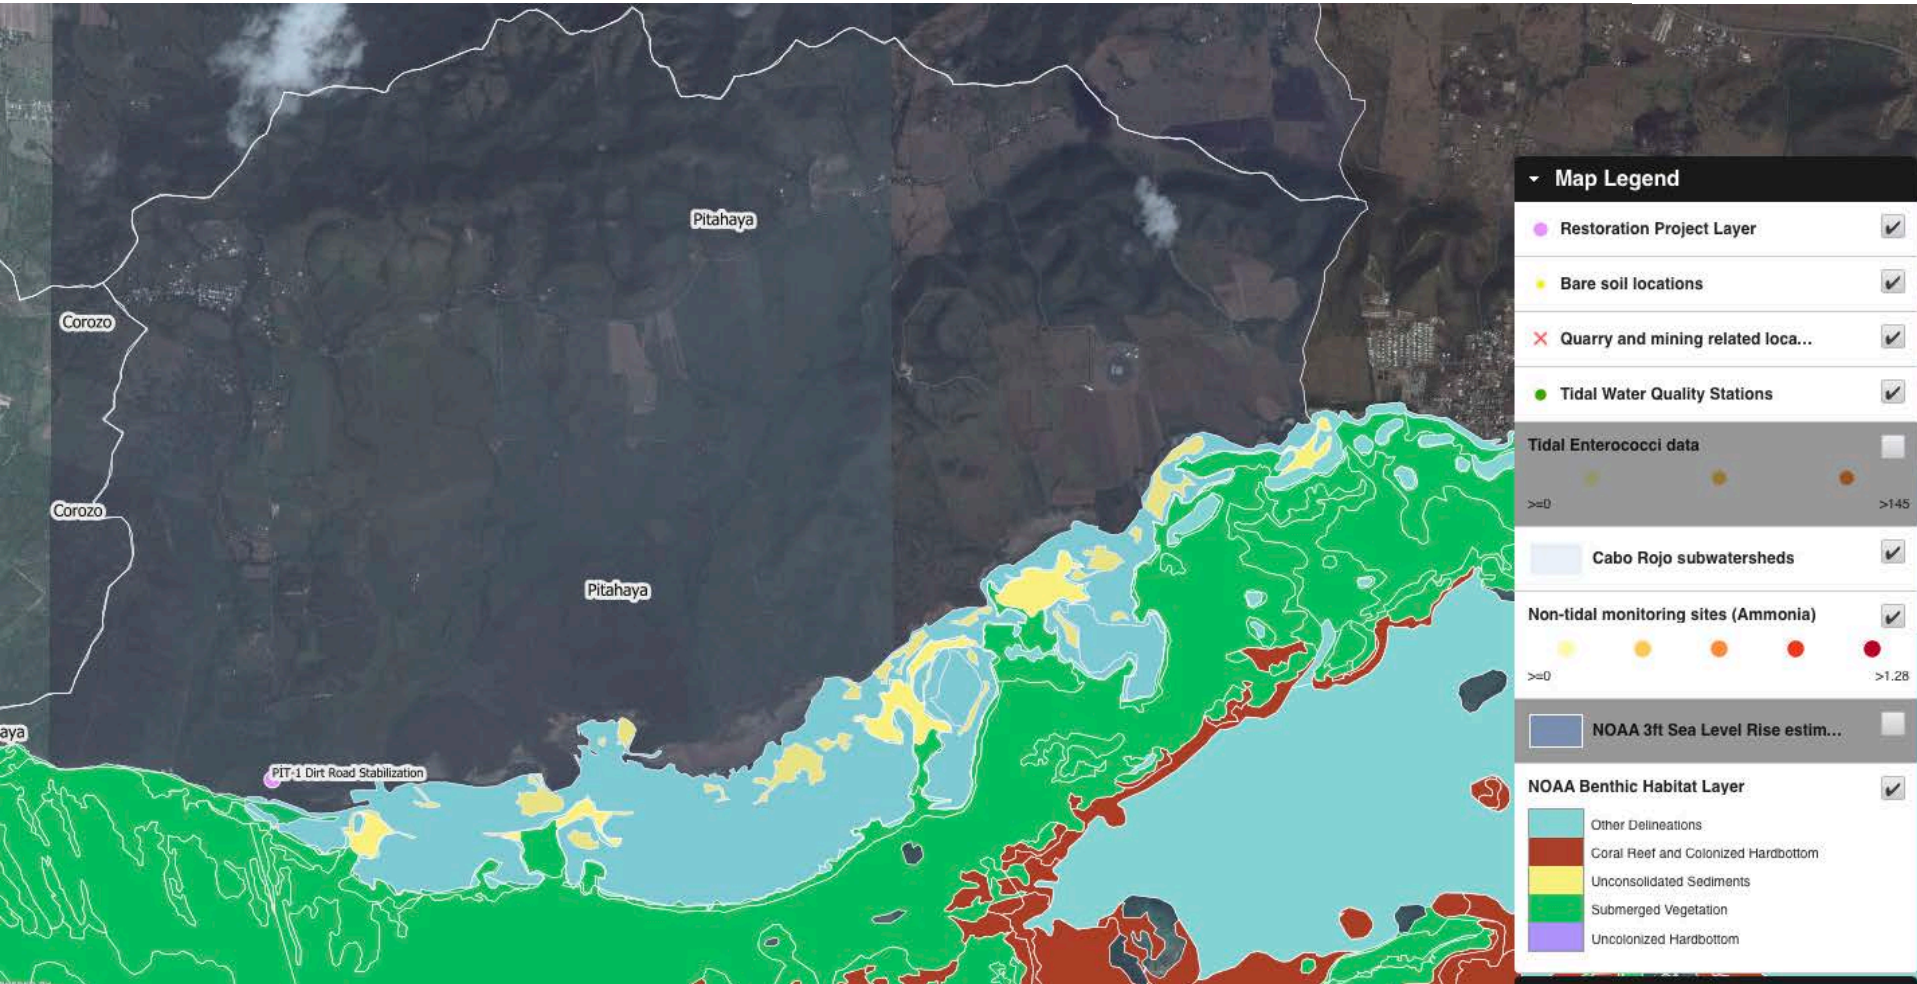 Pitahaya
Corozo
Corozo
Pitahaya
aya
PIT-1 Dirt Road Stabilization
Map Legend
Restoration Project Layer
Bare soil locations
Quarry and mining related loca...
Tidal Water Quality Stations
Tidal Enterococci data
>=0 >145
Cabo Rojo subwatersheds
Non-tidal monitoring sites (Ammonia)
>=0 >1.28
NOAA 3ft Sea Level Rise estim...
NOAA Benthic Habitat Layer
Other Delineations
Coral Reef and Colonized Hardbottom
Unconsolidated Sediments
Submerged Vegetation
Uncolonized Hardbottom